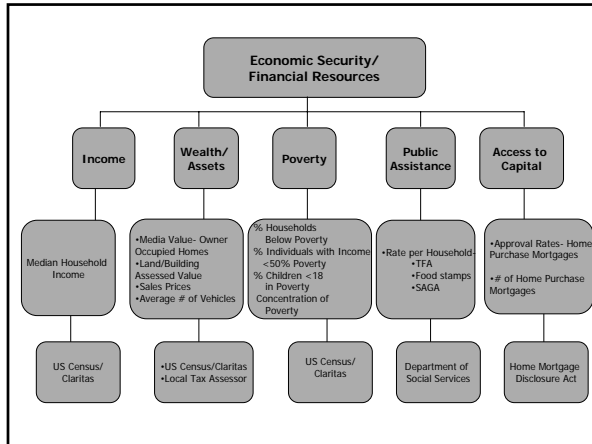 Economic Security/
Financial Resources
Income
Wealth/
Assets
Poverty
Public
Assistance
Access to
Capital
Median Household
Income
•Media Value- Owner
Occupied Homes
•Land/Building
Assessed Value
•Sales Prices
•Average # of Vehicles
% Households
Below Poverty
% Individuals with Income
<50% Poverty
% Children <18
in Poverty
Concentration of
Poverty
•Rate per Household-
•TFA
•Food stamps
•SAGA
•Approval Rates- Home
Purchase Mortgages
•# of Home Purchase
Mortgages
US Census/
Claritas
•US Census/Claritas
•Local Tax Assessor
US Census/
Claritas
Department of
Social Services
Home Mortgage
Disclosure Act